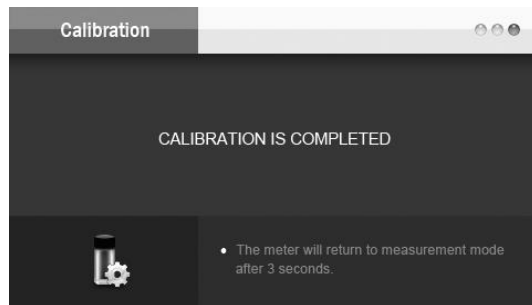 Calibration
CALIBRATION IS COMPLETED
• The meter will return to measurement mode
after 3 seconds.